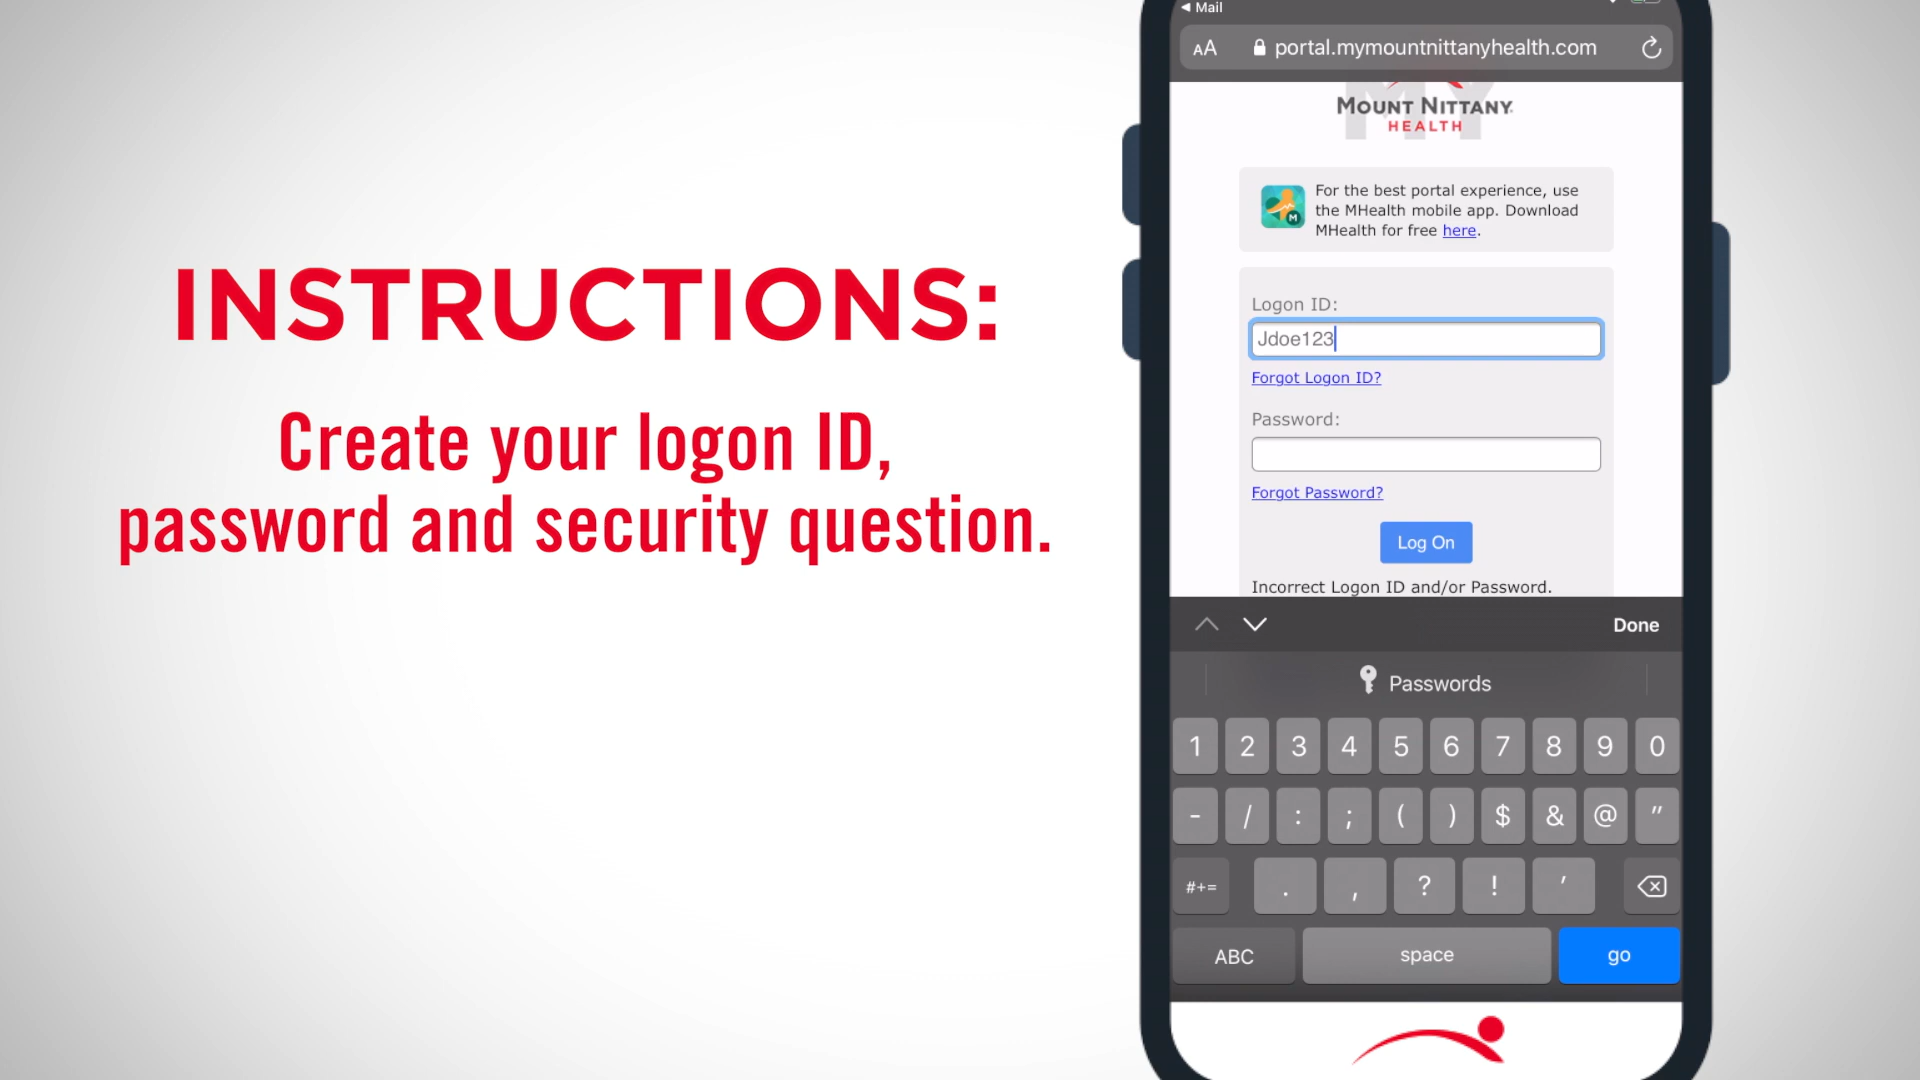 INSTRUCTIONS:
Create your logon ID,
password and security question.
◀ Mail
AA
portal.mymountnittanyhealth.com
MY
MOUNT NITTANY
HEALTH
For the best portal experience, use
the MHealth mobile app. Download
MHealth for free here.
M
Logon ID:
Jdoe123
Forgot Logon ID?
Password:
Forgot Password?
Log On
Incorrect Logon ID and/or Password.
Done
Passwords
1 2 3 4 5 6 7 8 9 0
- / : ; ( ) $ & @ "
#+= . , ? ! '
ABC space go